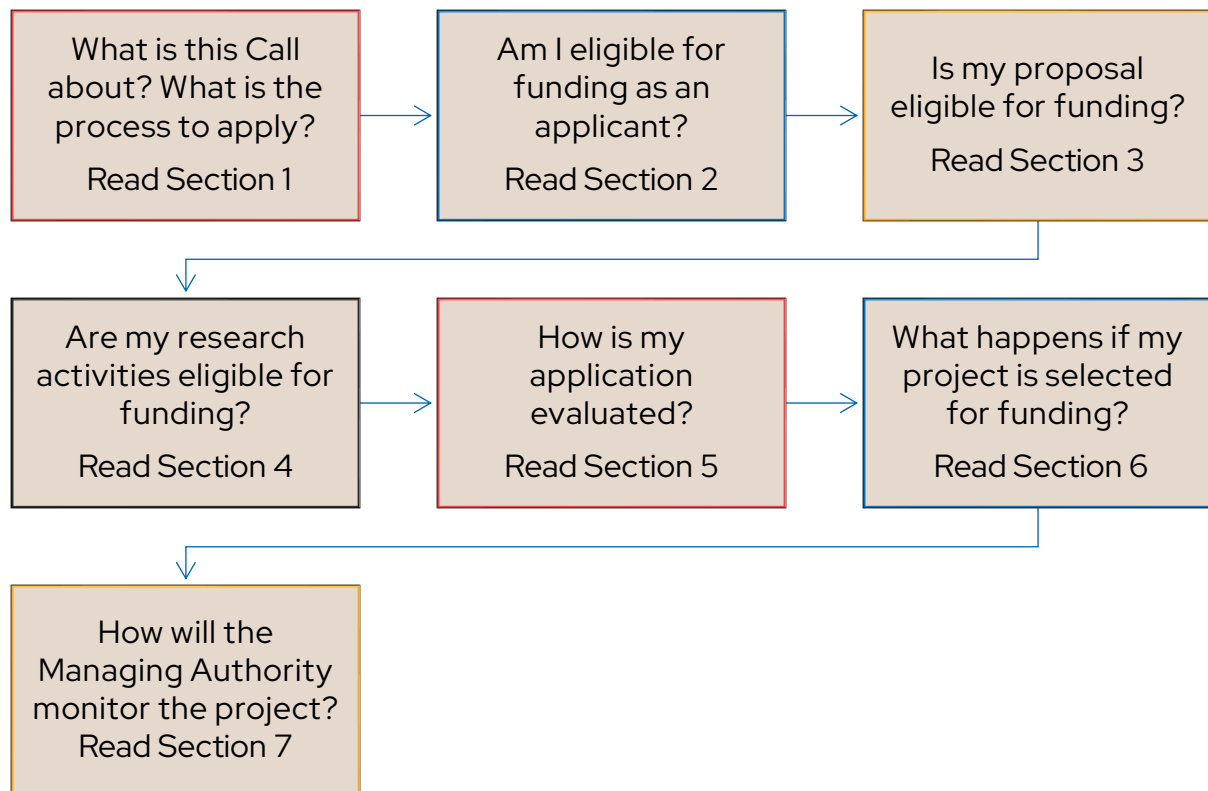 What is this Call
about? What is the
process to apply?
Read Section 1
Am I eligible for
funding as an
applicant?
Read Section 2
Is my proposal
eligible for funding?
Read Section 3
Are my research
activities eligible for
funding?
Read Section 4
How is my
application
evaluated?
Read Section 5
What happens if my
project is selected
for funding?
Read Section 6
How will the
Managing Authority
monitor the project?
Read Section 7